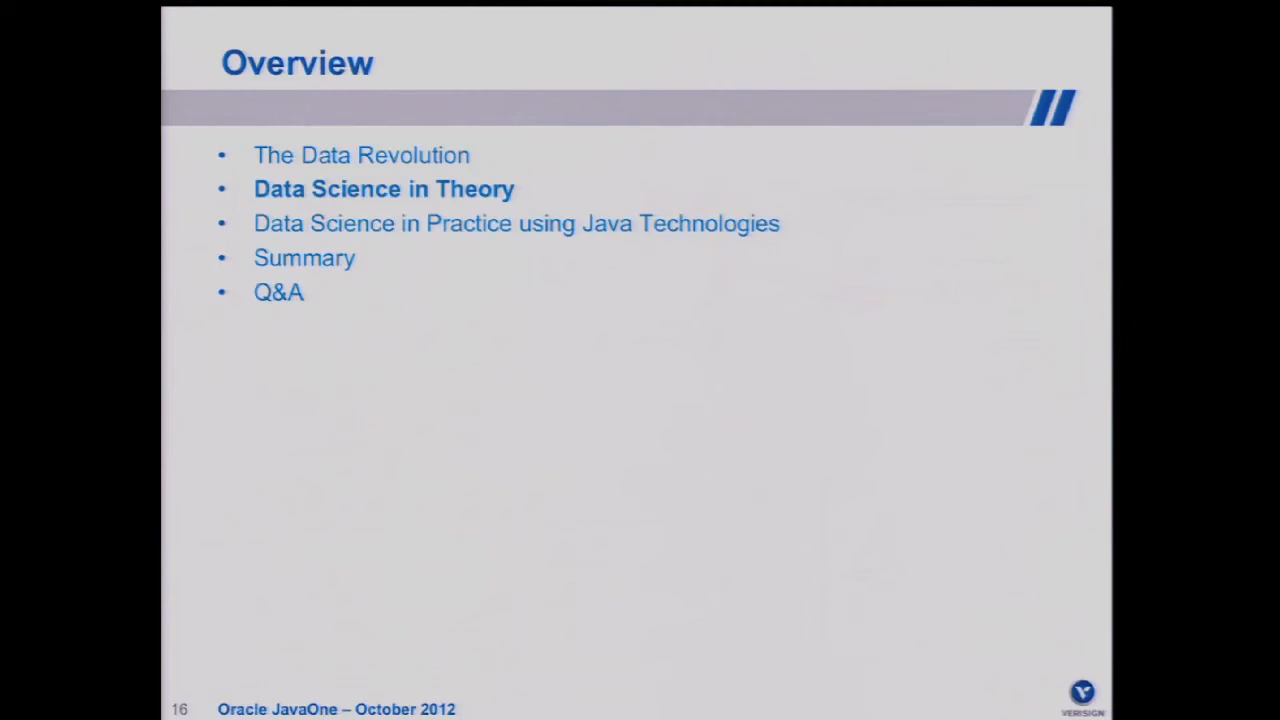 Overview
• The Data Revolution
• Data Science in Theory
• Data Science in Practice using Java Technologies
• Summary
• Q&A
16 Oracle JavaOne – October 2012
VERISIGN